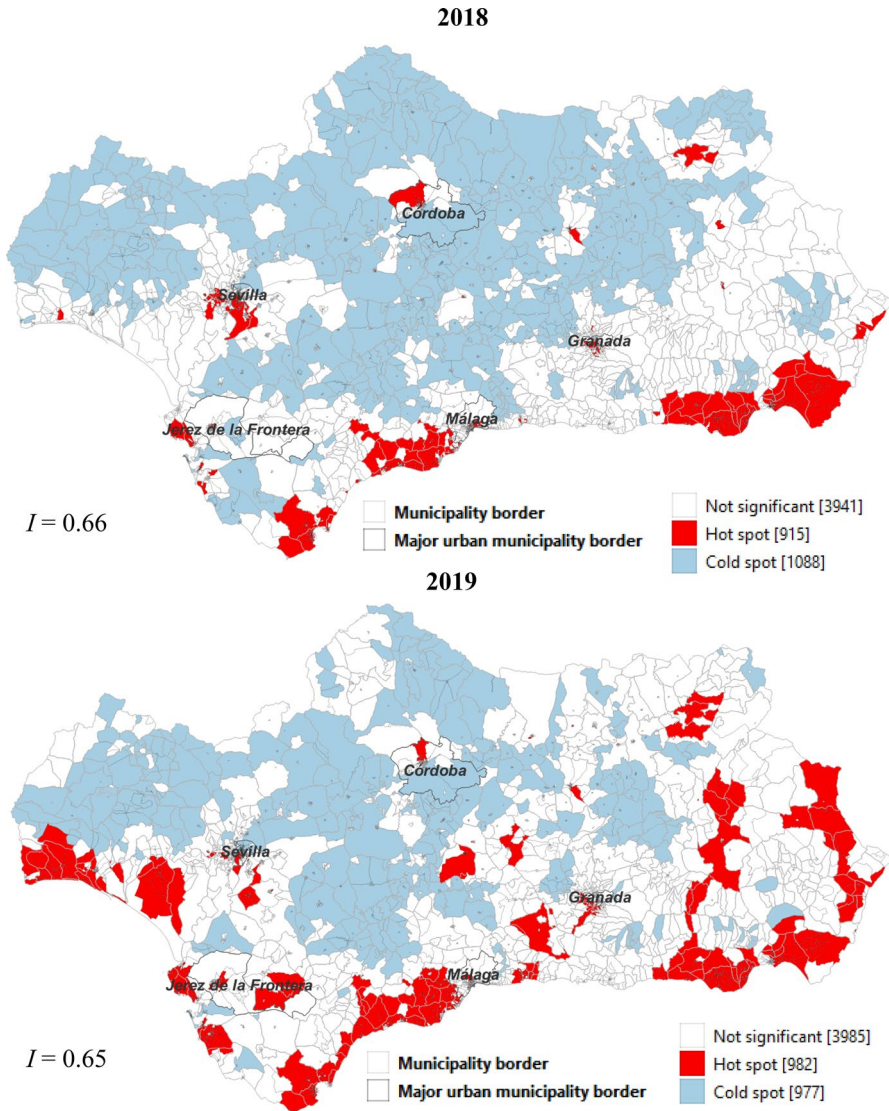 2018
Córdoba
Sevilla
Granada
Málaga
Jerez de la Frontera
I = 0.66
Municipality border
Major urban municipality border
Not significant [3941]
Hot spot [915]
Cold spot [1088]
2019
Córdoba
Sevilla
Granada
Málaga
Jerez de la Frontera
I = 0.65
Municipality border
Major urban municipality border
Not significant [3985]
Hot spot [982]
Cold spot [977]